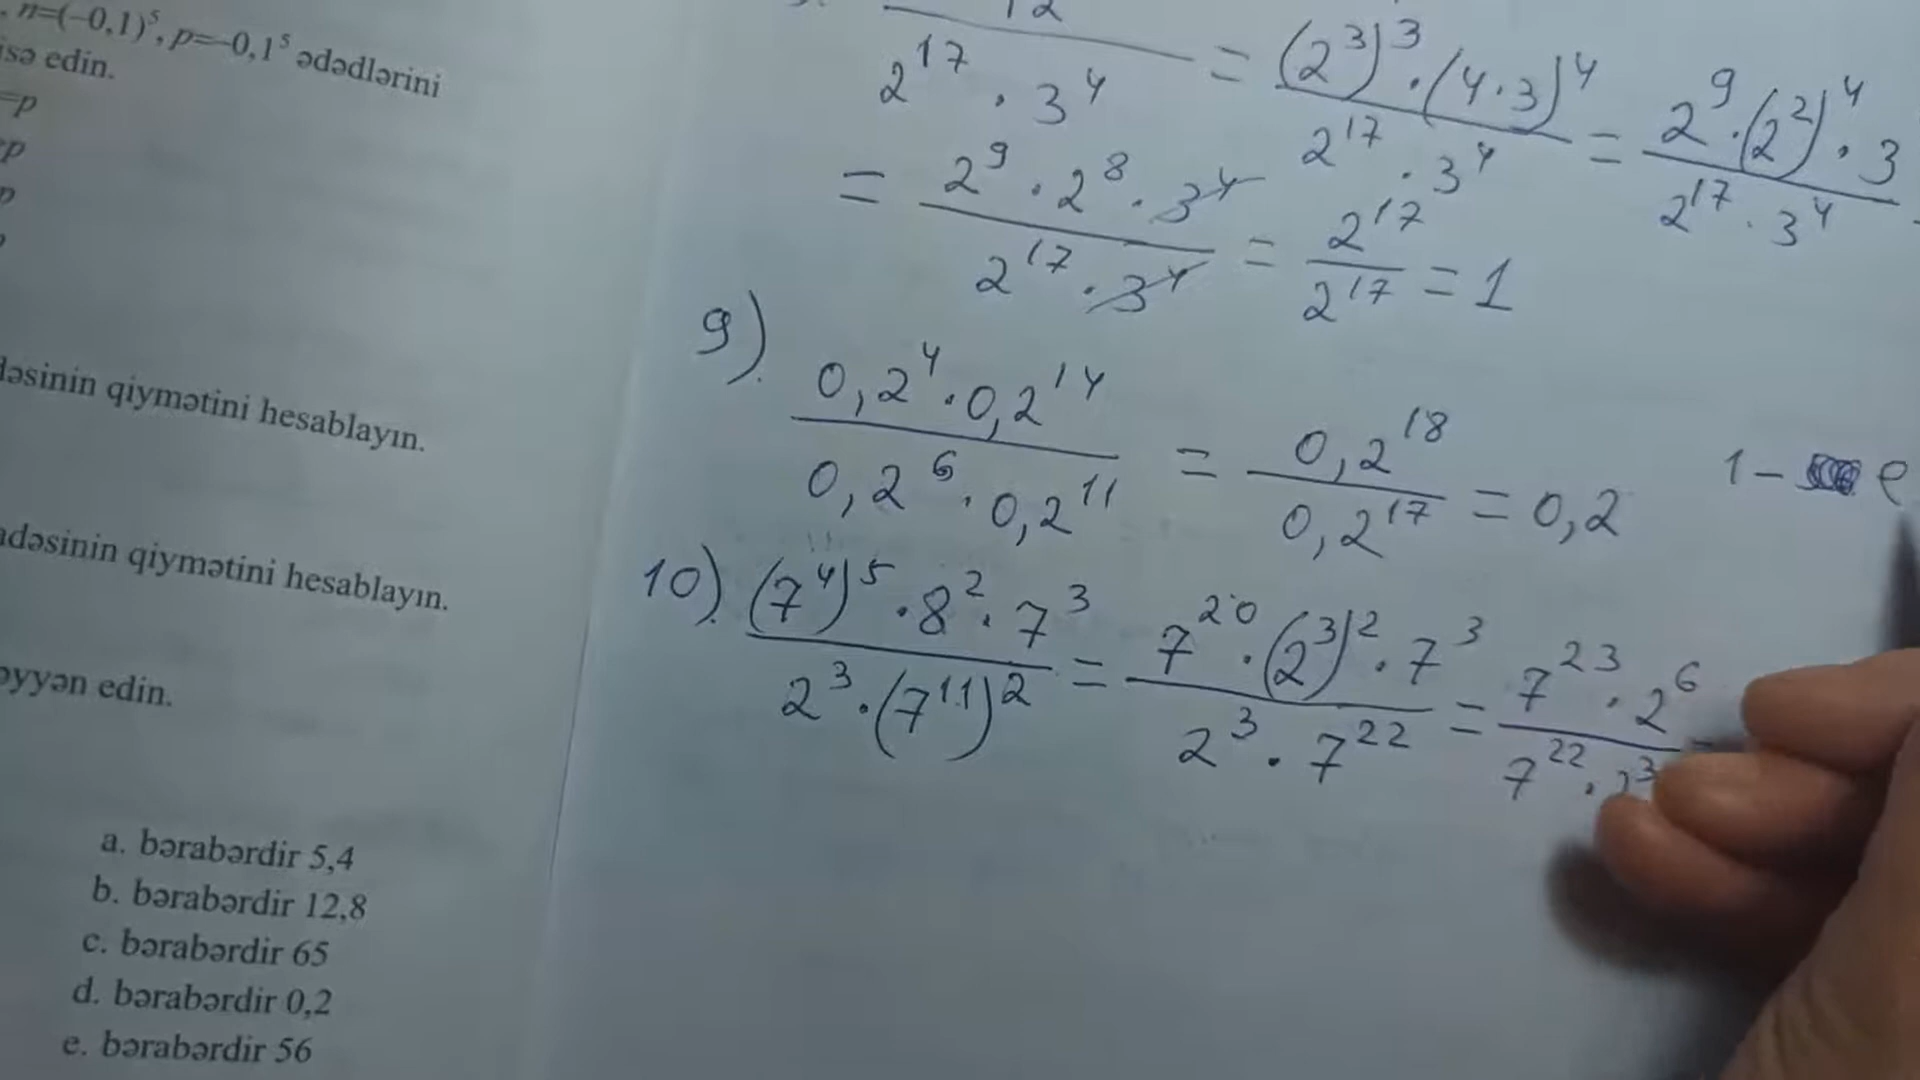 n=(–0,1)⁵, p=–0,1⁵ ədədlərini
edin.
=p
p
qiymətini hesablayın.
qiymətini hesablayın.
edin.
a. bərabərdir 5,4
b. bərabərdir 12,8
c. bərabərdir 65
d. bərabərdir 0,2
e. bərabərdir 56
2¹⁷ · 3⁴ = (2³)³ · (4·3)⁴ / 2¹⁷ · 3⁴ = 2⁹ · (2²)⁴ · 3 / 2¹⁷ · 3⁴
= 2⁹ · 2⁸ · 3⁴ / 2¹⁷ · 3⁴ = 2¹⁷ / 2¹⁷ = 1
9). 0,2⁴ · 0,2¹⁴ / 0,2⁶ · 0,2¹¹ = 0,2¹⁸ / 0,2¹⁷ = 0,2
1 – e
10). (7⁴)⁵ · 8² · 7³ / 2³ · (7¹¹)² = 7²⁰ · (2³)² · 7³ / 2³ · 7²² = 7²³ · 2⁶ / 7²² · 2³